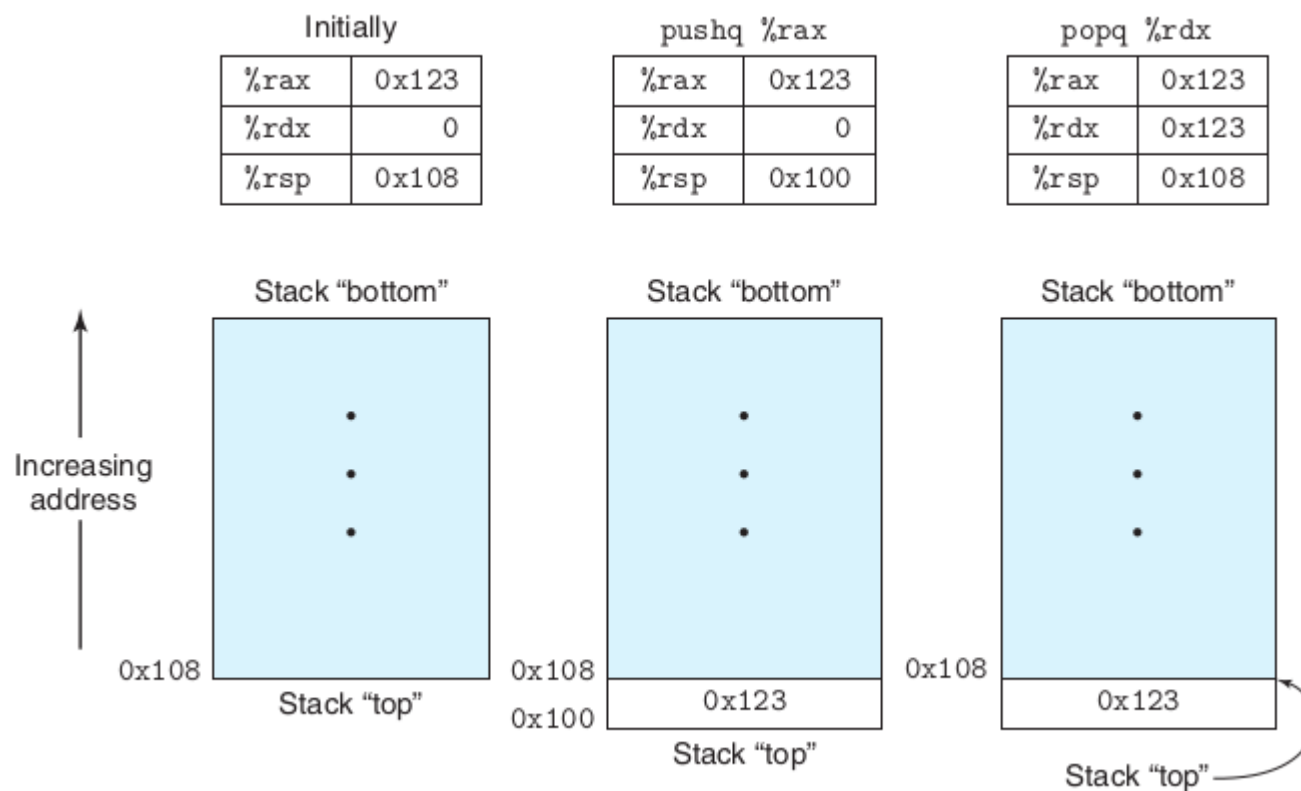 Initially
%rax 0x123
%rdx 0
%rsp 0x108
pushq %rax
%rax 0x123
%rdx 0
%rsp 0x100
popq %rdx
%rax 0x123
%rdx 0x123
%rsp 0x108
Increasing
address
Stack “bottom”
0x108
Stack “top”
Stack “bottom”
0x108
0x123
0x100
Stack “top”
Stack “bottom”
0x108
0x123
Stack “top”